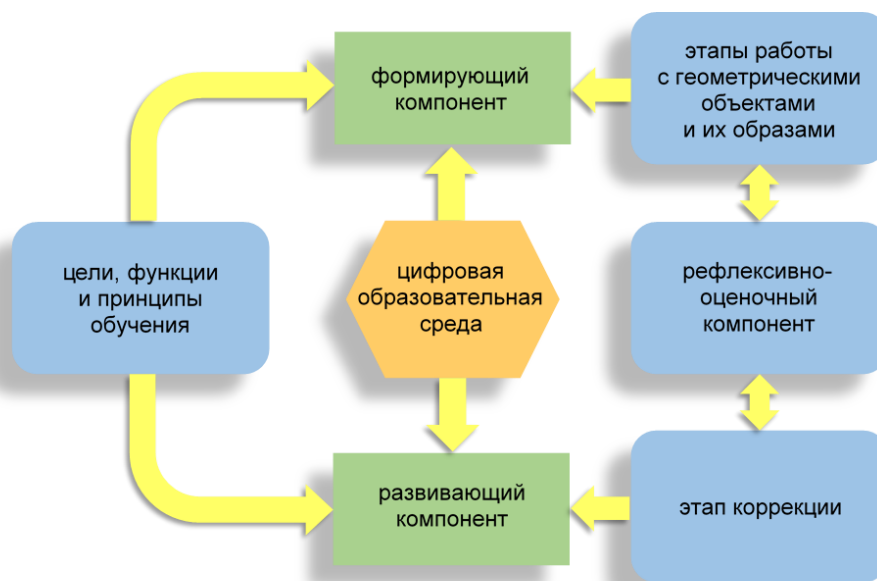 формирующий
компонент
этапы работы
с геометрическими
объектами
и их образами
цели, функции
и принципы
обучения
цифровая
образовательная
среда
рефлексивно-
оценочный
компонент
развивающий
компонент
этап коррекции